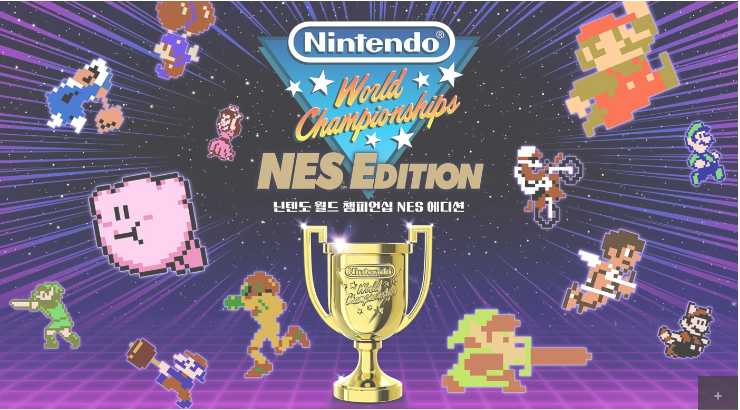 Nintendo®
World
Championships
NES EDITION
닌텐도 월드 챔피언십 NES 에디션
Nintendo
World
Championships
+